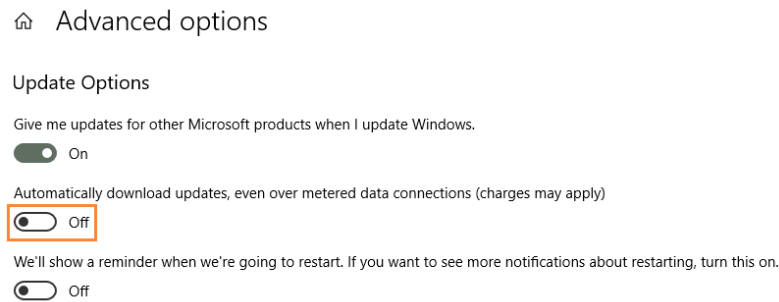 Advanced options
Update Options
Give me updates for other Microsoft products when I update Windows.
On
Automatically download updates, even over metered data connections (charges may apply)
Off
We'll show a reminder when we're going to restart. If you want to see more notifications about restarting, turn this on.
Off